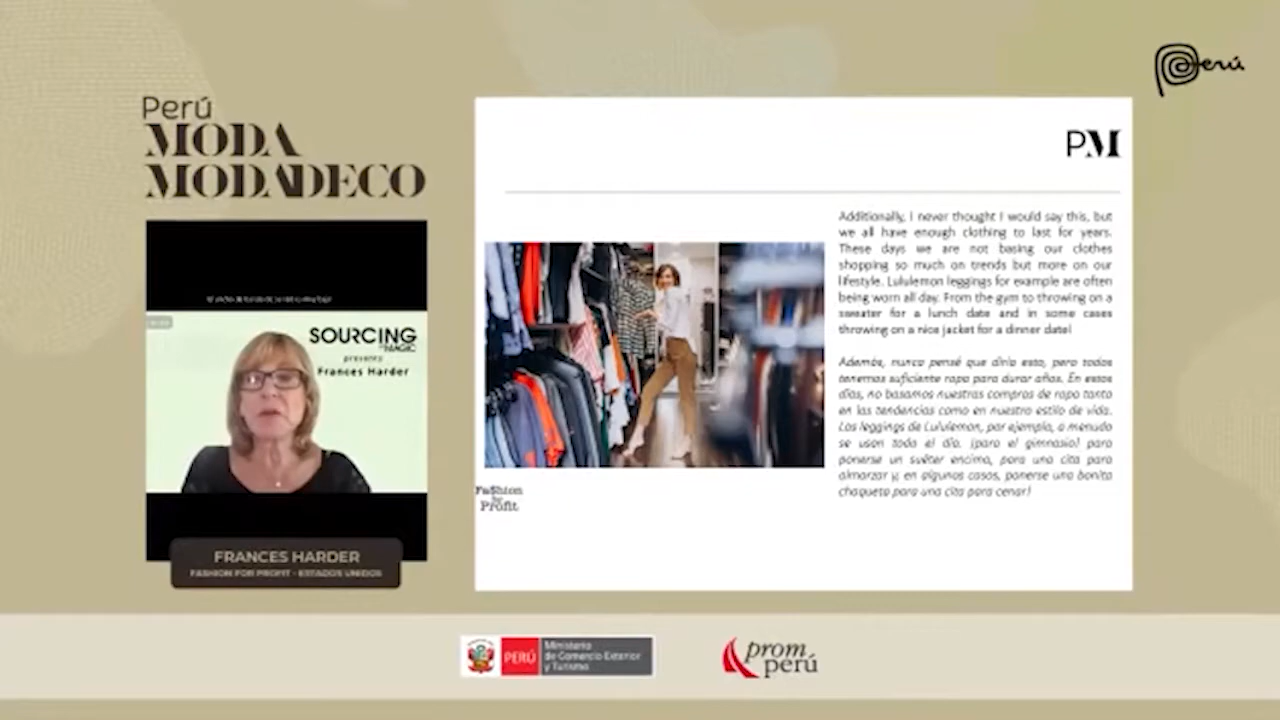 Perú
Perú
MODA
MODADECO
PM
SOURCING
at MAGIC
presents
Frances Harder
FRANCES HARDER
FASHION FOR PROFIT - ESTADOS UNIDOS
Additionally, I never thought I would say this, but
we all have enough clothing to last for years.
These days we are not basing our clothes
shopping so much on trends but more on our
lifestyle. Lululemon leggings for example are often
being worn all day. From the gym to throwing on a
sweater for a lunch date and in some cases
throwing on a nice jacket for a dinner date!
Además, nunca pensé que diría esto, pero todos
tenemos suficiente ropa para durar años. En estos
días, no basamos nuestras compras de ropa tanto
en las tendencias como en nuestro estilo de vida.
Los leggings de Lululemon, por ejemplo, a menudo
se usan todo el día. ¡para el gimnasio! para
ponerse un suéter encima, para una cita para
almorzar y, en algunos casos, ponerse una bonita
chaqueta para una cita para cenar!
Fa$hion
for
Profit
PERÚ
Ministerio
de Comercio Exterior
y Turismo
prom
perú